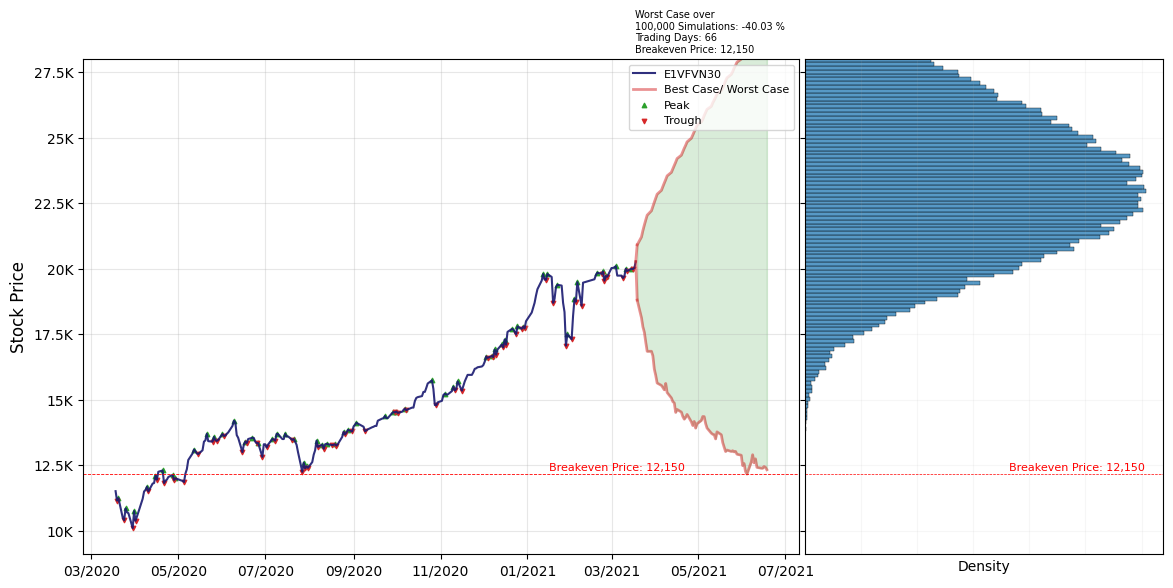 Worst Case over
100,000 Simulations: -40.03 %
Trading Days: 66
Breakeven Price: 12,150
E1VFVN30
Best Case/ Worst Case
Peak
Trough
27.5K
25K
22.5K
20K
17.5K
15K
12.5K
10K
Stock Price
Breakeven Price: 12,150
Breakeven Price: 12,150
03/2020
05/2020
07/2020
09/2020
11/2020
01/2021
03/2021
05/2021
07/2021
Density